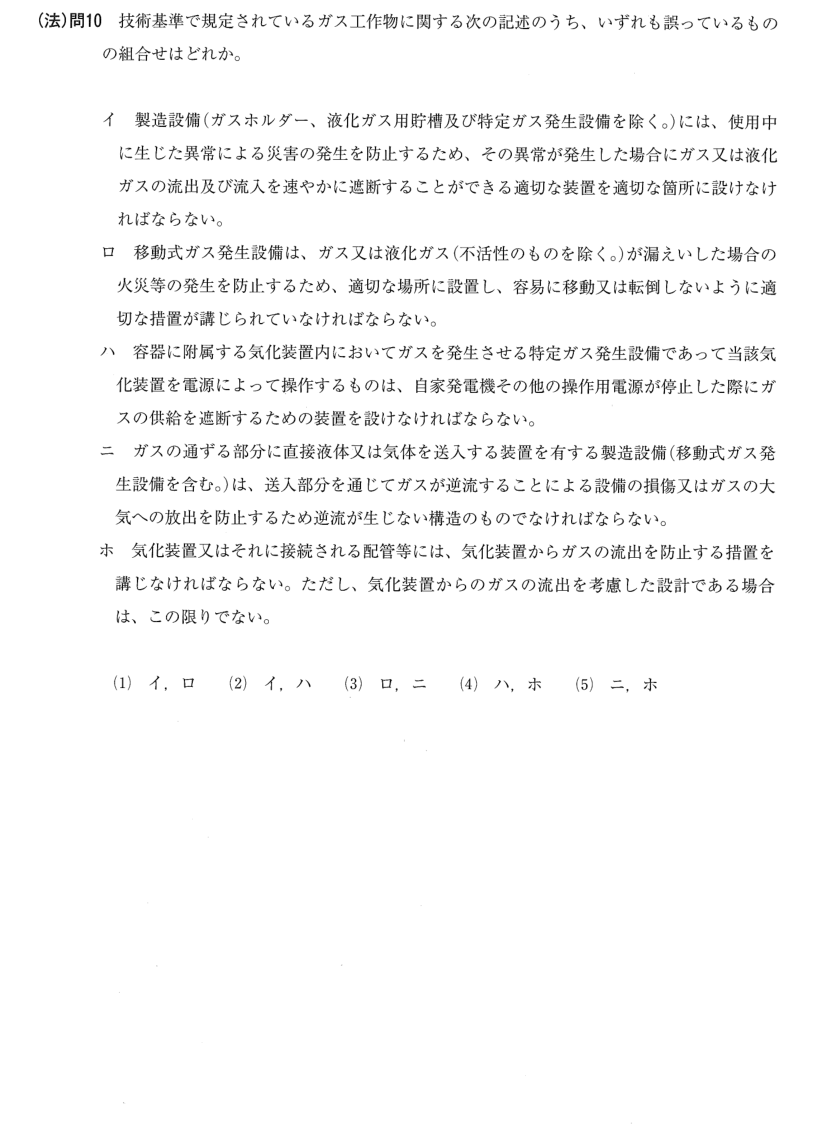 (法)問10　技術基準で規定されているガス工作物に関する次の記述のうち、いずれも誤っているもの
の組合せはどれか。
イ　製造設備(ガスホルダー、液化ガス用貯槽及び特定ガス発生設備を除く。)には、使用中
に生じた異常による災害の発生を防止するため、その異常が発生した場合にガス又は液化
ガスの流出及び流入を速やかに遮断することができる適切な装置を適切な箇所に設けなけ
ればならない。
ロ　移動式ガス発生設備は、ガス又は液化ガス(不活性のものを除く。)が漏えいした場合の
火災等の発生を防止するため、適切な場所に設置し、容易に移動又は転倒しないように適
切な措置が講じられていなければならない。
ハ　容器に附属する気化装置内においてガスを発生させる特定ガス発生設備であって当該気
化装置を電源によって操作するものは、自家発電機その他の操作用電源が停止した際にガ
スの供給を遮断するための装置を設けなければならない。
ニ　ガスの通ずる部分に直接液体又は気体を送入する装置を有する製造設備(移動式ガス発
生設備を含む。)は、送入部分を通じてガスが逆流することによる設備の損傷又はガスの大
気への放出を防止するため逆流が生じない構造のものでなければならない。
ホ　気化装置又はそれに接続される配管等には、気化装置からガスの流出を防止する措置を
講じなければならない。ただし、気化装置からのガスの流出を考慮した設計である場合
は、この限りでない。
(1)　イ, ロ　(2)　イ, ハ　(3)　ロ, ニ　(4)　ハ, ホ　(5)　ニ, ホ